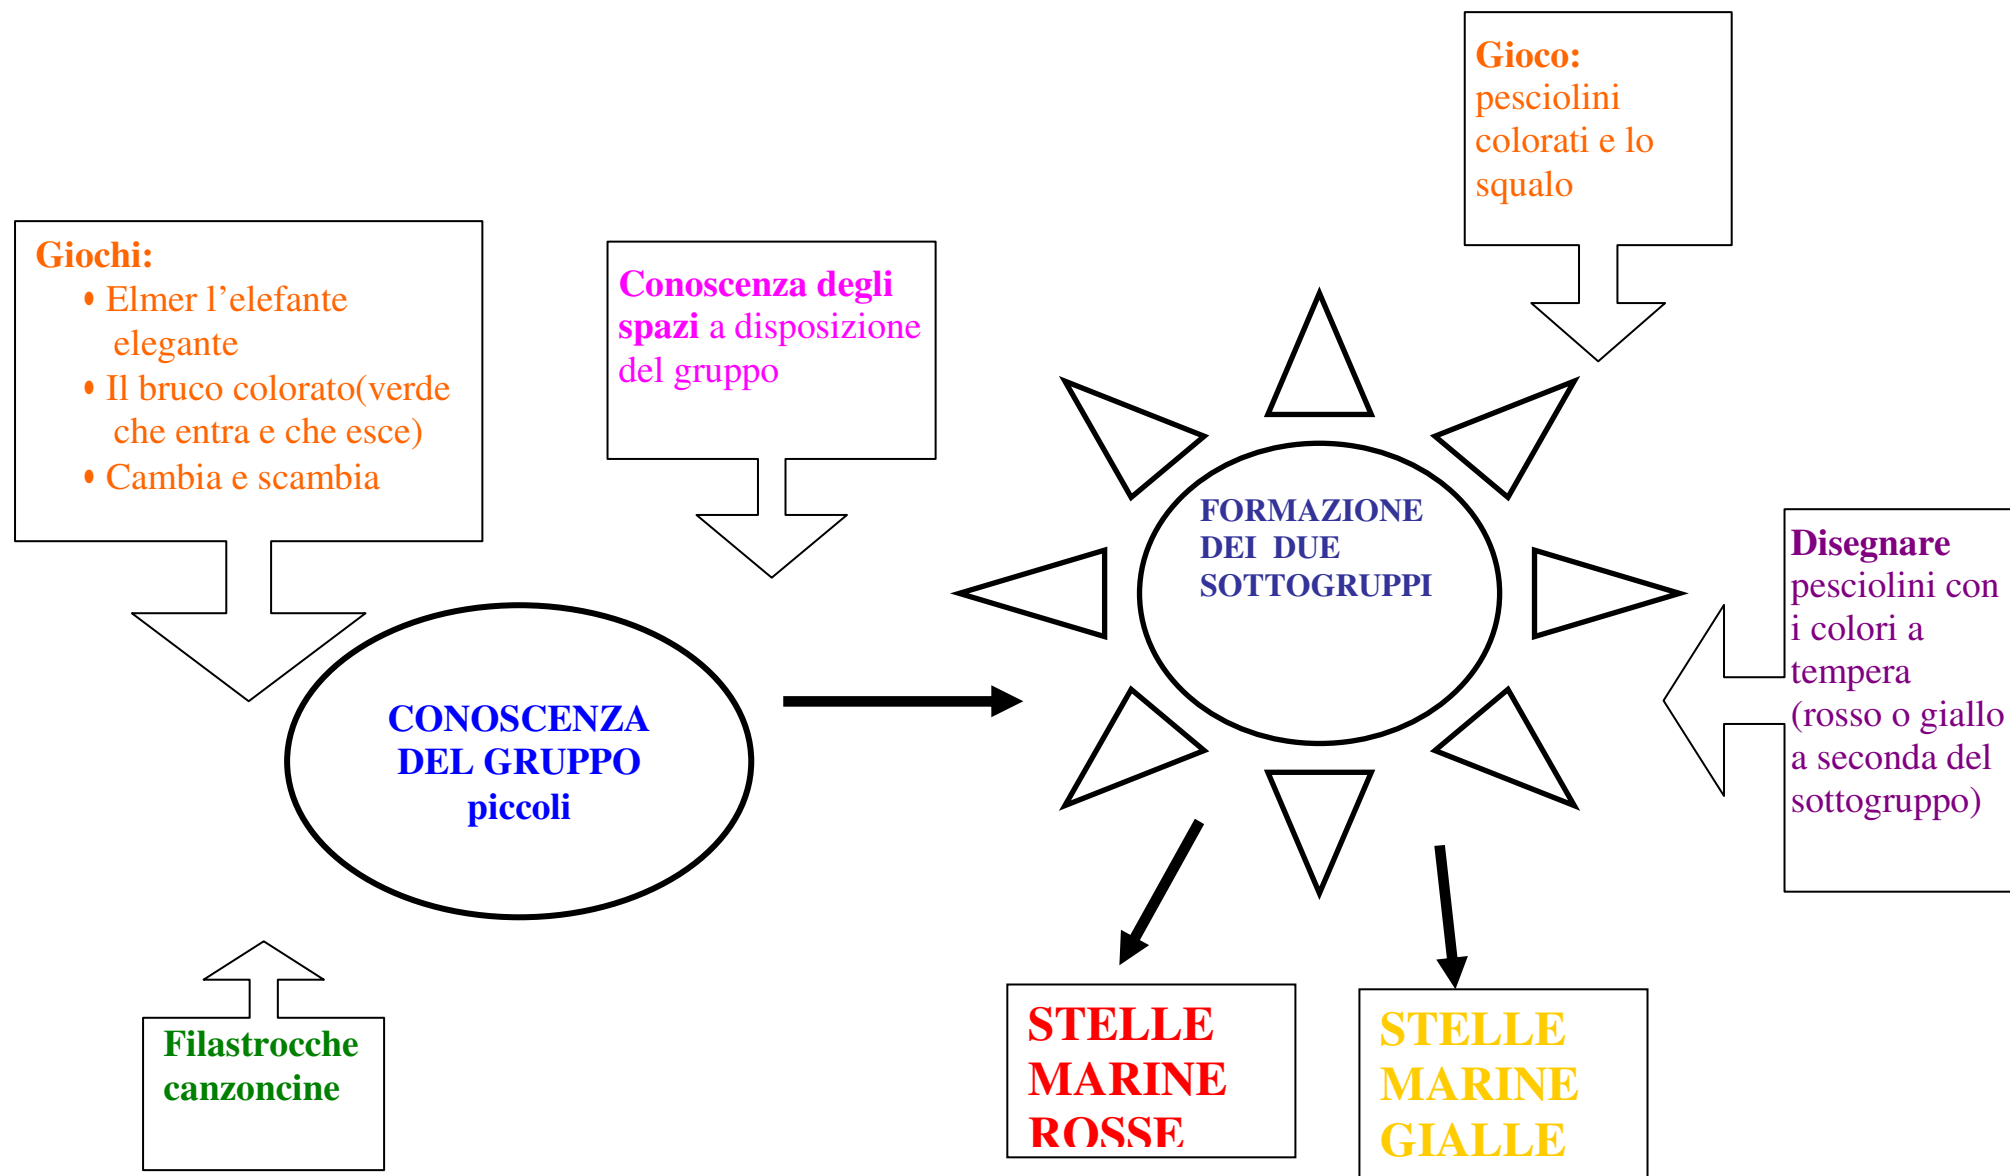 Gioco:
pesciolini
colorati e lo
squalo
Giochi:
• Elmer l’elefante
elegante
• Il bruco colorato(verde
che entra e che esce)
• Cambia e scambia
Conoscenza degli
spazi a disposizione
del gruppo
FORMAZIONE
DEI DUE
SOTTOGRUPPI
Disegnare
pesciolini con
i colori a
tempera
(rosso o giallo
a seconda del
sottogruppo)
CONOSCENZA
DEL GRUPPO
piccoli
Filastrocche
canzoncine
STELLE
MARINE
ROSSE
STELLE
MARINE
GIALLE